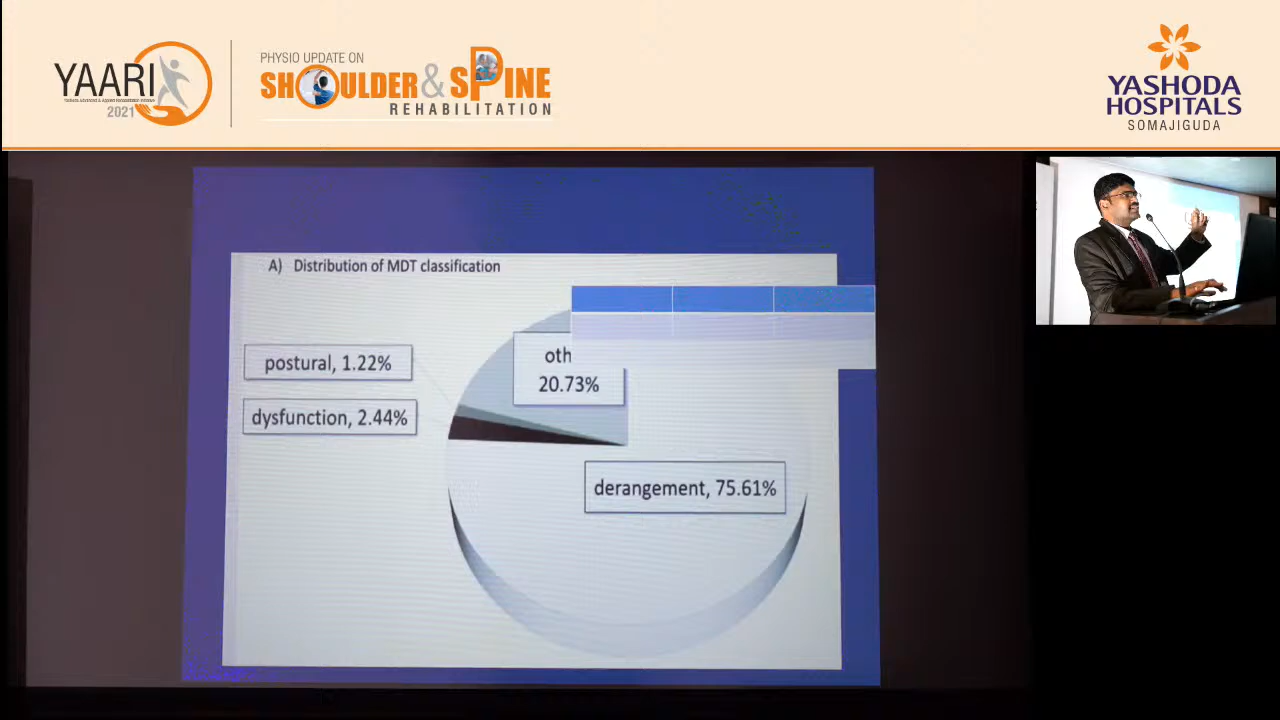 YAARI
2021
PHYSIO UPDATE ON
SHOULDER & SPINE
REHABILITATION
YASHODA
HOSPITALS
SOMAJIGUDA
A) Distribution of MDT classification
postural, 1.22%
oth
20.73%
dysfunction, 2.44%
derangement, 75.61%